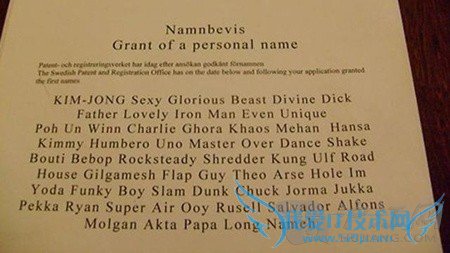 Namnbevis
Grant of a personal name
Patent- och registreringsverket har idag efter ansökan godkänt förnamnen
The Swedish Patent and Registration Office has on the date below and following your application granted
the first names
KIM-JONG Sexy Glorious Beast Divine Dick
Father Lovely Iron Man Even Unique
Poh Un Winn Charlie Ghora Khaos Mehan Hansa
Kimmy Humbero Uno Master Over Dance Shake
Bouti Bebop Rocksteady Shredder Kung Ulf Road
House Gilgamesh Flap Guy Theo Arse Hole Im
Yoda Funky Boy Slam Dunk Chuck Jorma Jukka
Pekka Ryan Super Air Ooy Rusell Salvador Alfons
Molgan Akta Papa Long Nameh